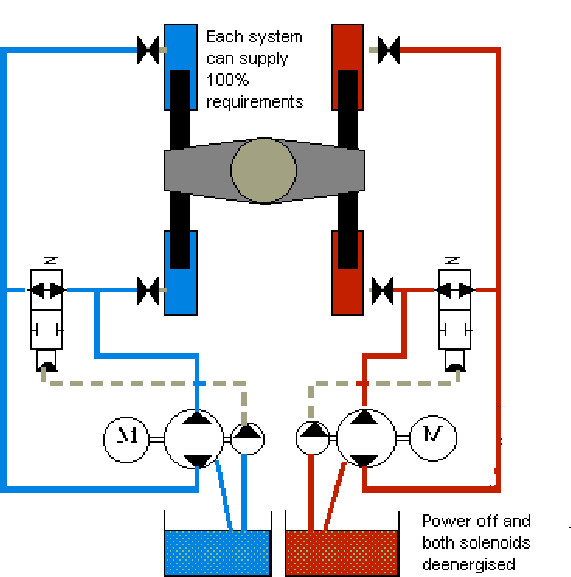 Each system
can supply
100%
requirements
M
M
Power off and
both solenoids
deenergised